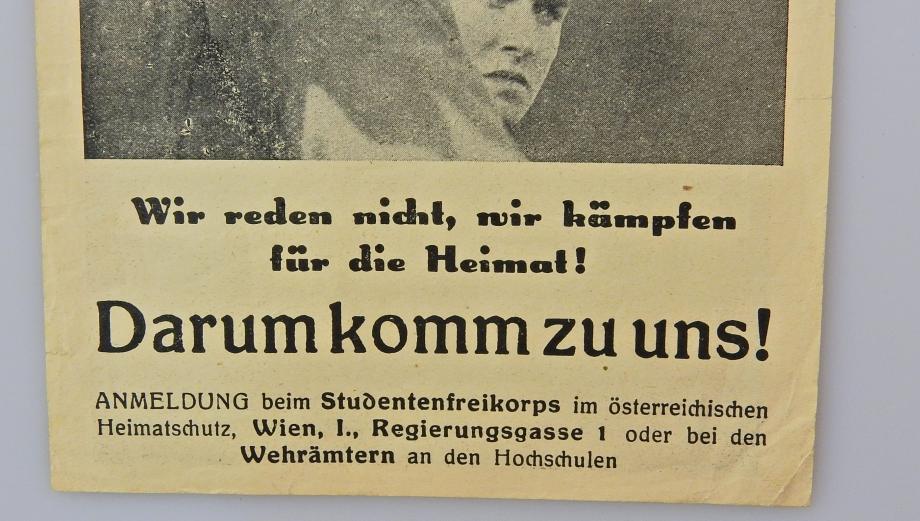 Wir reden nicht, wir kämpfen
für die Heimat!
Darum komm zu uns!
ANMELDUNG beim Studentenfreikorps im österreichischen
Heimatschutz, Wien, I., Regierungsgasse 1 oder bei den
Wehrämtern an den Hochschulen